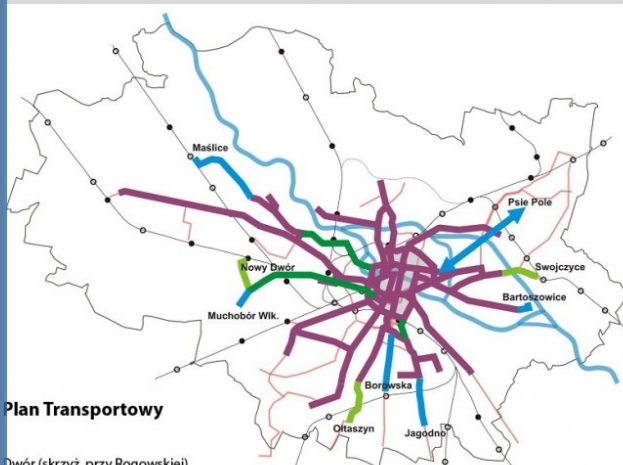 Maślice
Psie Pole
Nowy Dwór
Swojczyce
Bartoszowice
Muchobór Wlk.
Borowska
Plan Transportowy
Ołtaszyn
Jagodno
Dwór (skrzyż. przy Rogowskiej)